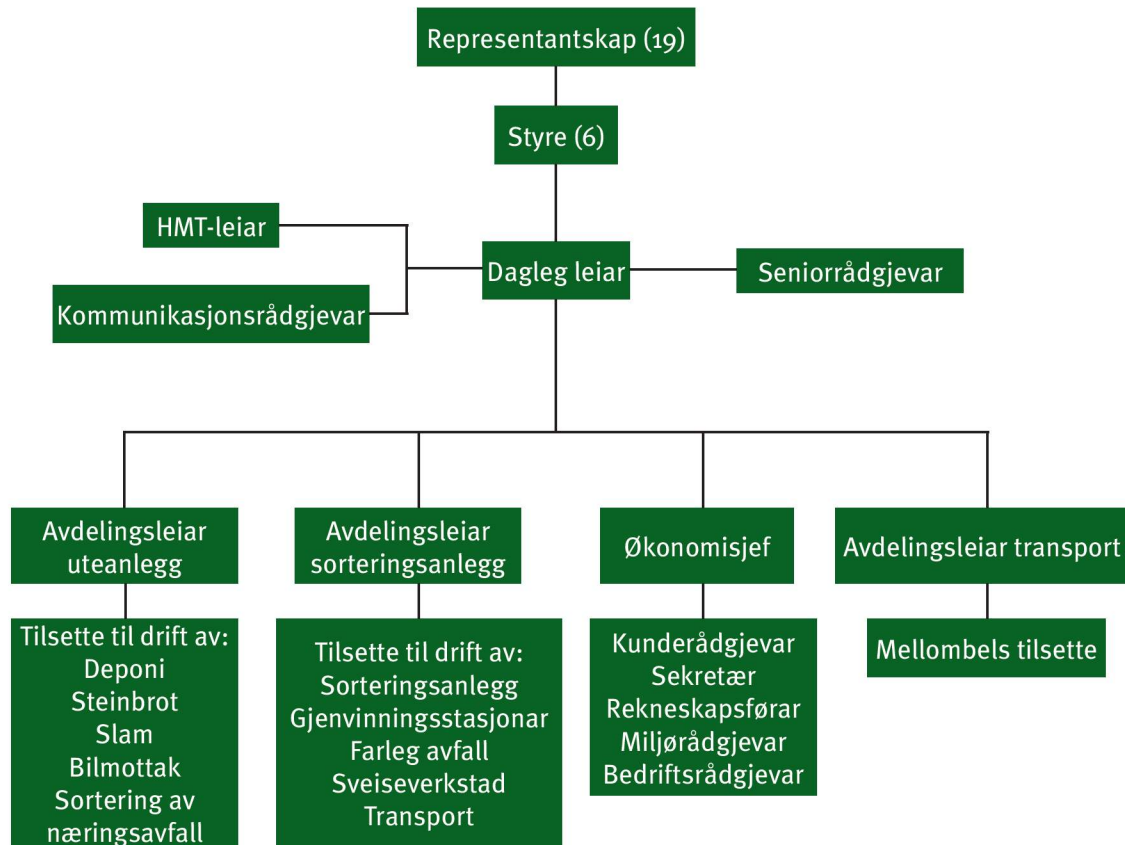 Representantskap (19)
Styre (6)
HMT-leiar
Dagleg leiar
Seniorrådgjevar
Kommunikasjonsrådgjevar
Avdelingsleiar
uteanlegg
Avdelingsleiar
sorteringsanlegg
Økonomisjef
Avdelingsleiar transport
Tilsette til drift av:
Deponi
Steinbrot
Slam
Bilmottak
Sortering av
næringsavfall
Tilsette til drift av:
Sorteringsanlegg
Gjenvinningsstasjonar
Farleg avfall
Sveiseverkstad
Transport
Kunderådgjevar
Sekretær
Rekneskapsførar
Miljørådgjevar
Bedriftsrådgjevar
Mellombels tilsette